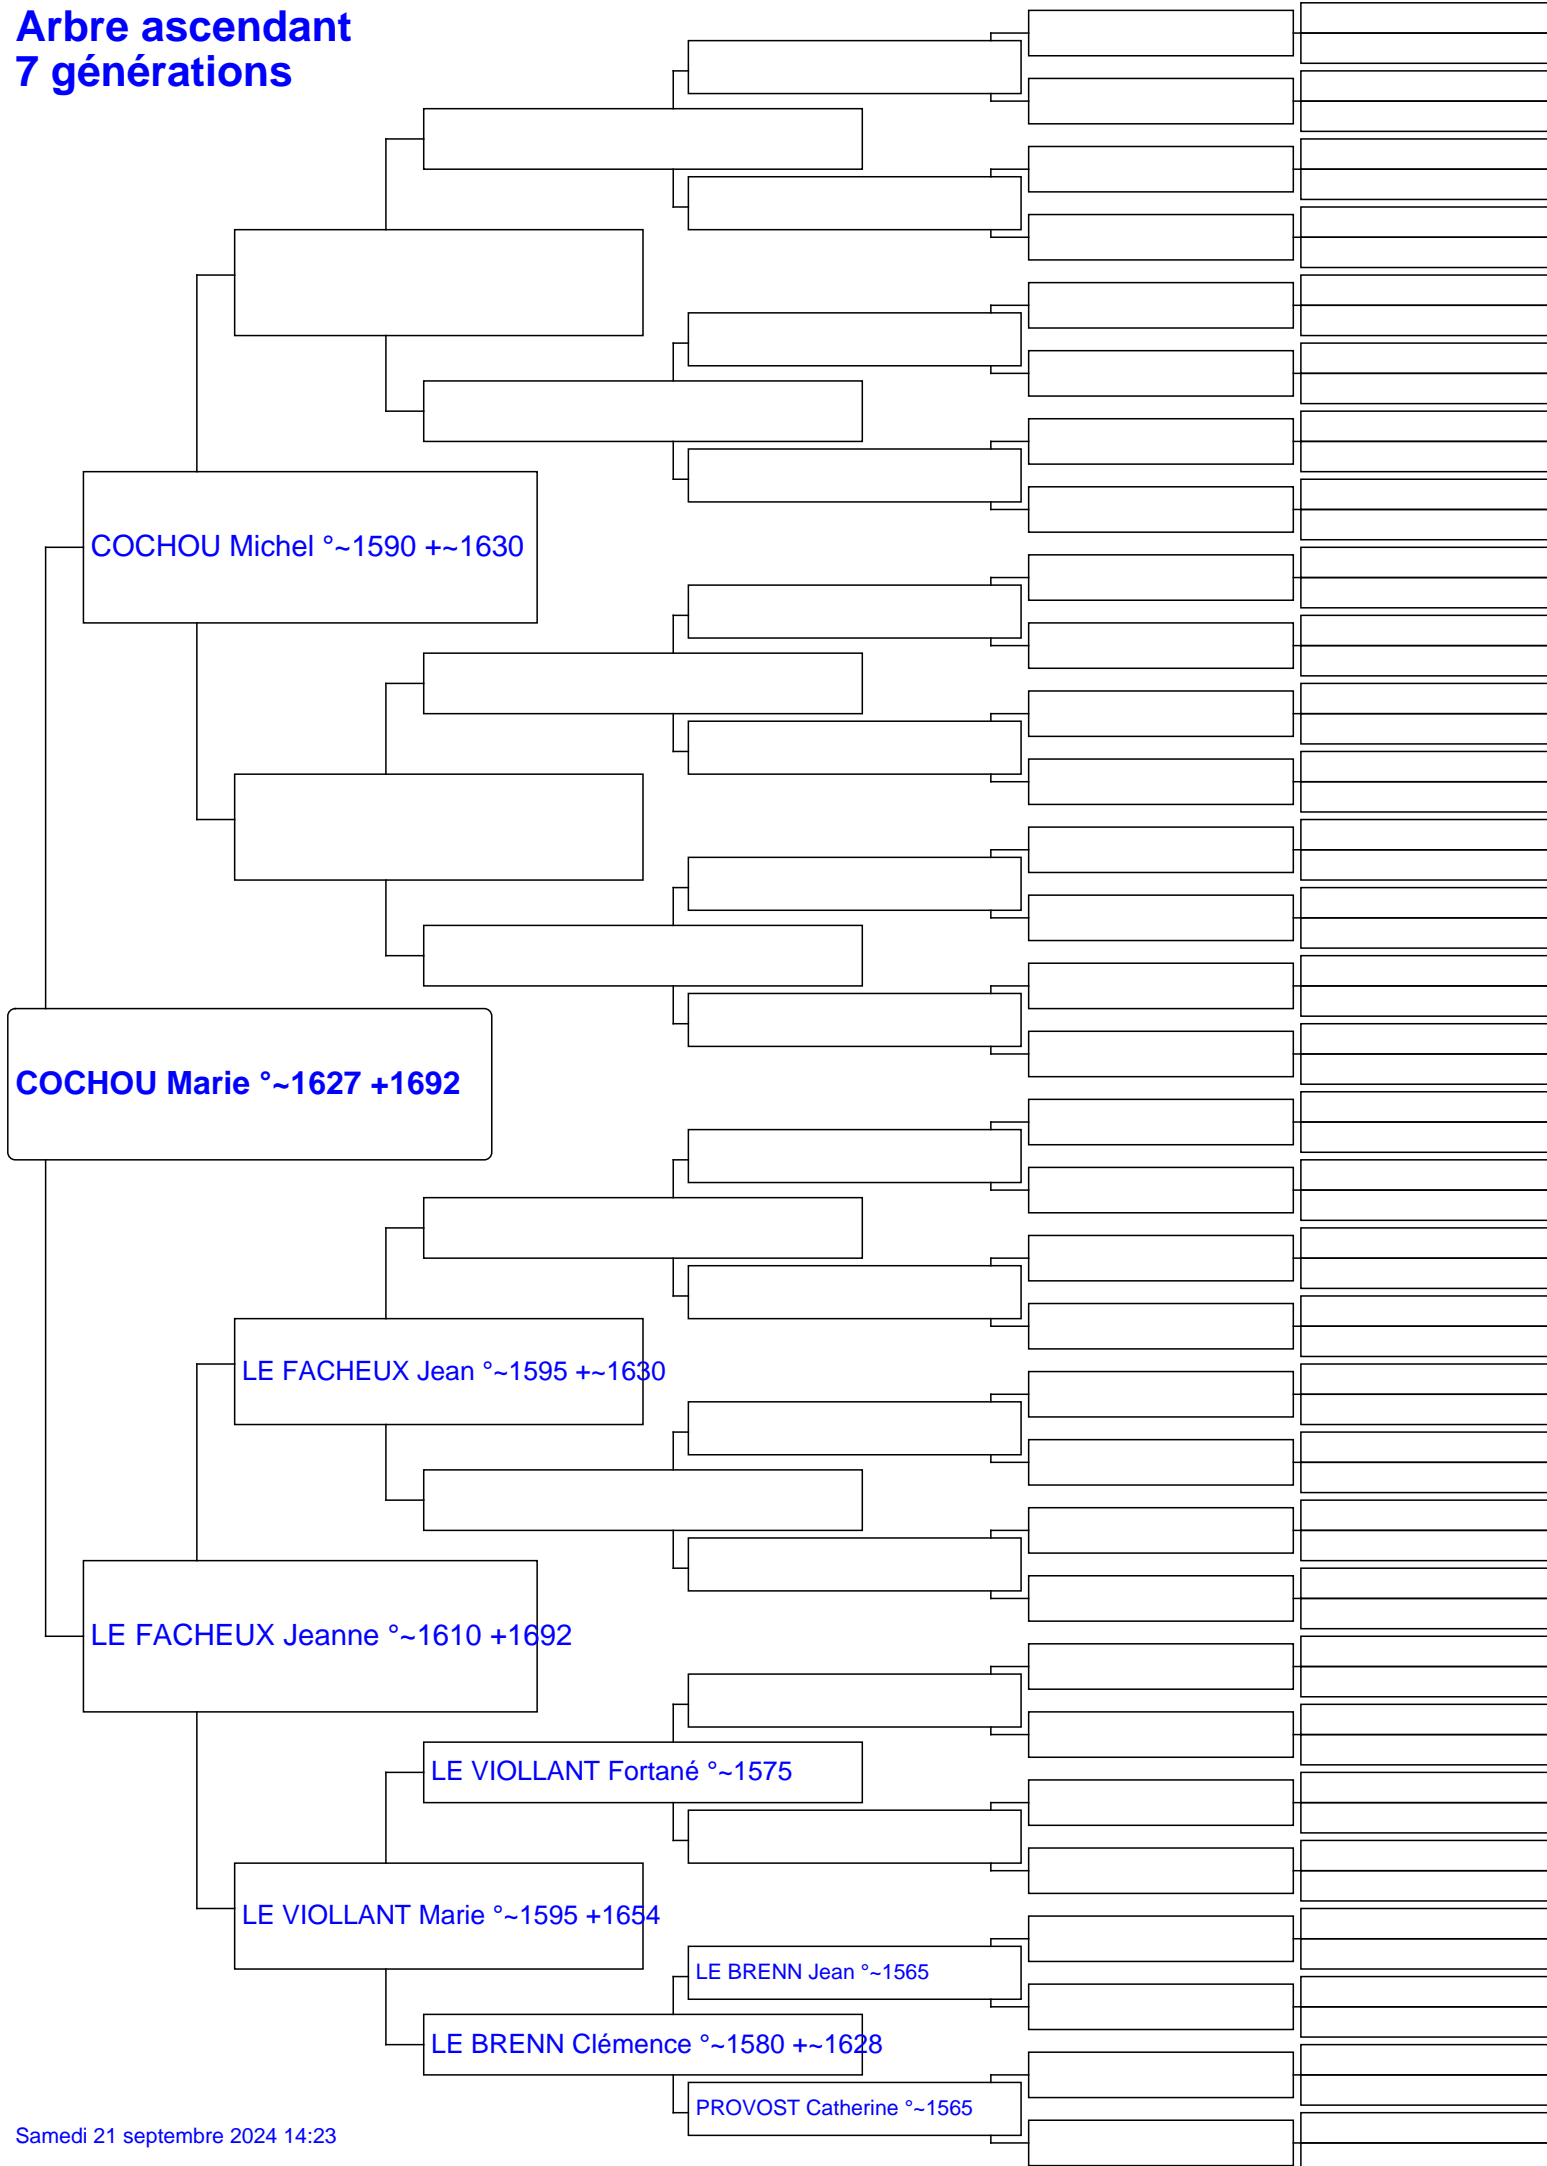 Arbre ascendant
7 générations
COCHOU Michel °~1590 +~1630
COCHOU Marie °~1627 +1692
LE FACHEUX Jean °~1595 +~1630
LE FACHEUX Jeanne °~1610 +1692
LE VIOLLANT Fortané °~1575
LE VIOLLANT Marie °~1595 +1654
LE BRENN Jean °~1565
LE BRENN Clémence °~1580 +~1628
PROVOST Catherine °~1565
Samedi 21 septembre 2024 14:23